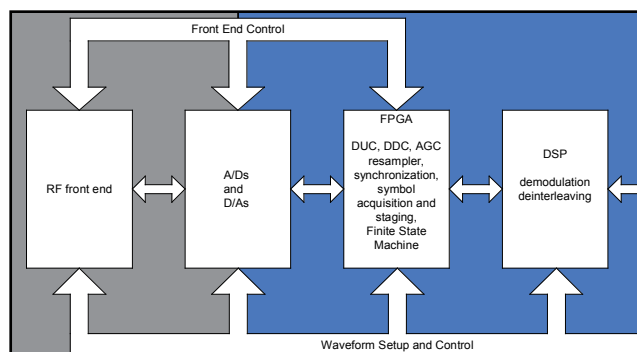 Front End Control
RF front end
A/Ds
and
D/As
FPGA
DUC, DDC, AGC
resampler,
synchronization,
symbol
acquisition and
staging,
Finite State
Machine
DSP
demodulation
deinterleaving
Waveform Setup and Control